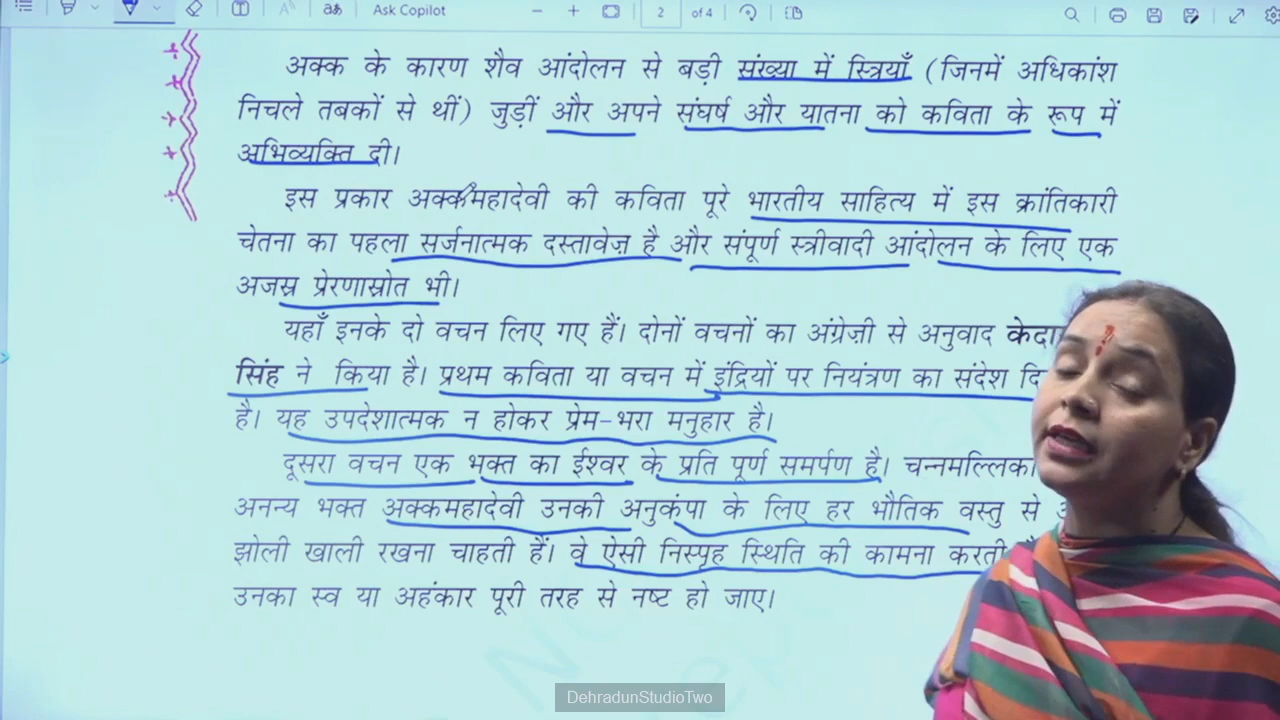 Ask Copilot
2 of 4
अक्क के कारण शैव आंदोलन से बड़ी संख्या में स्त्रियाँ (जिनमें अधिकांश
निचले तबकों से थीं) जुड़ीं और अपने संघर्ष और यातना को कविता के रूप में
अभिव्यक्ति दी।
इस प्रकार अक्कमहादेवी की कविता पूरे भारतीय साहित्य में इस क्रांतिकारी
चेतना का पहला सर्जनात्मक दस्तावेज़ है और संपूर्ण स्त्रीवादी आंदोलन के लिए एक
अजस्र प्रेरणास्रोत भी।
यहाँ इनके दो वचन लिए गए हैं। दोनों वचनों का अंग्रेज़ी से अनुवाद
सिंह ने किया है। प्रथम कविता या वचन में इंद्रियों पर नियंत्रण का संदेश
है। यह उपदेशात्मक न होकर प्रेम-भरा मनुहार है।
दूसरा वचन एक भक्त का ईश्वर के प्रति पूर्ण समर्पण है।
अनन्य भक्त अक्कमहादेवी उनकी अनुकंपा के लिए हर भौतिक वस्तु से
झोली खाली रखना चाहती हैं। वे ऐसी निस्पृह स्थिति की कामना करती
उनका स्व या अहंकार पूरी तरह से नष्ट हो जाए।
DehradunStudioTwo